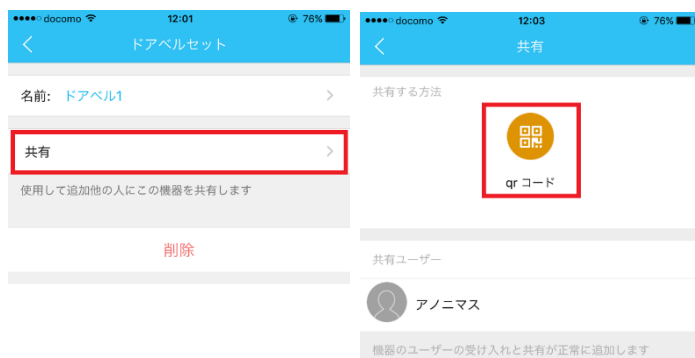 docomo 12:01 76%
ドアベルセット
名前: ドアベル1
共有
使用して追加他の人にこの機器を共有します
削除
docomo 12:03 76%
共有
共有する方法
qr コード
共有ユーザー
アノニマス
機器のユーザーの受け入れと共有が正常に追加します